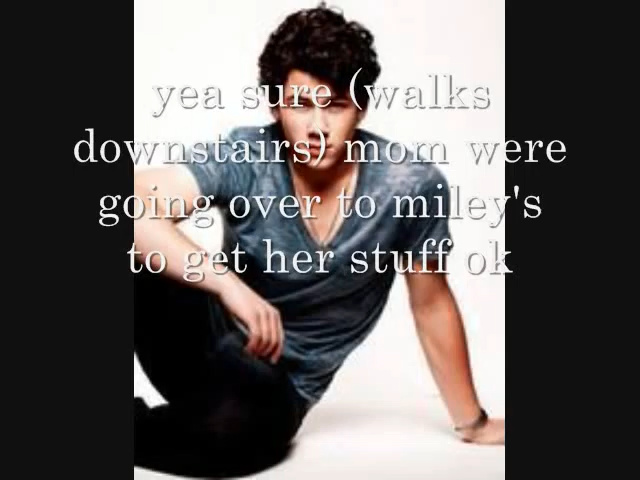 yea sure (walks
downstairs) mom were
going over to miley's
to get her stuff ok